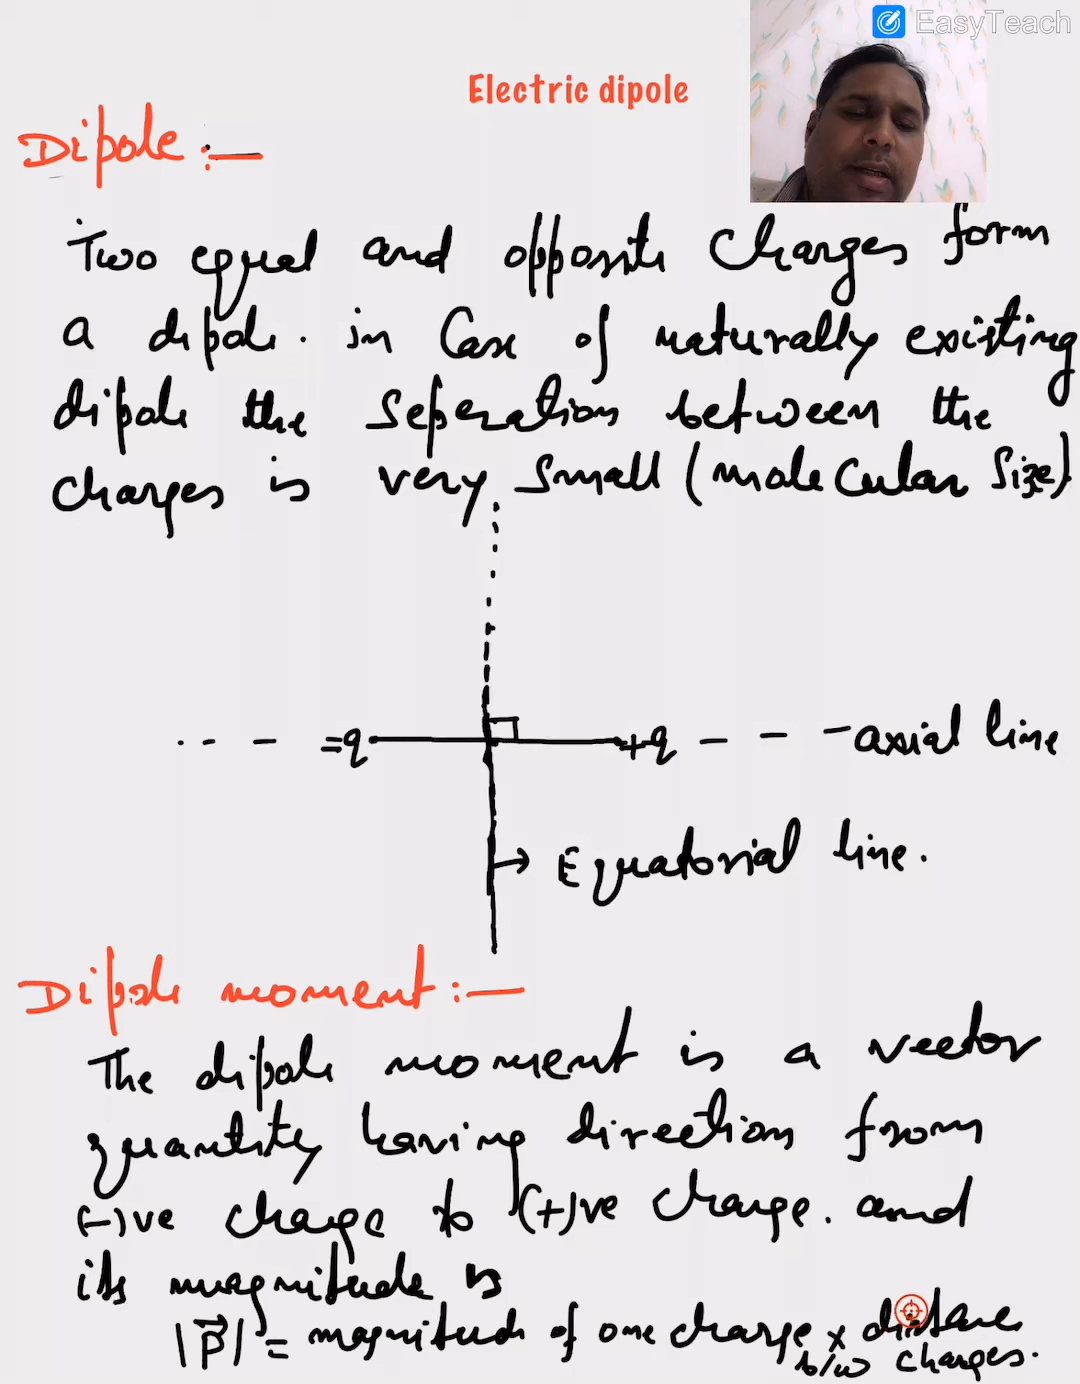 EasyTeach
Electric dipole
Dipole :—
Two equal and opposite charges form
a dipole. in Case of naturally existing
dipole the seperation between the
charges is very small (molecular size)
-q +q axial line
→ Equatorial line.
Dipole moment :—
The dipole moment is a vector
quantity having direction from
(-)ve charge to (+)ve charge. and
its magnitude is
|P⃗| = magnitude of one charge × distance
b/w charges.